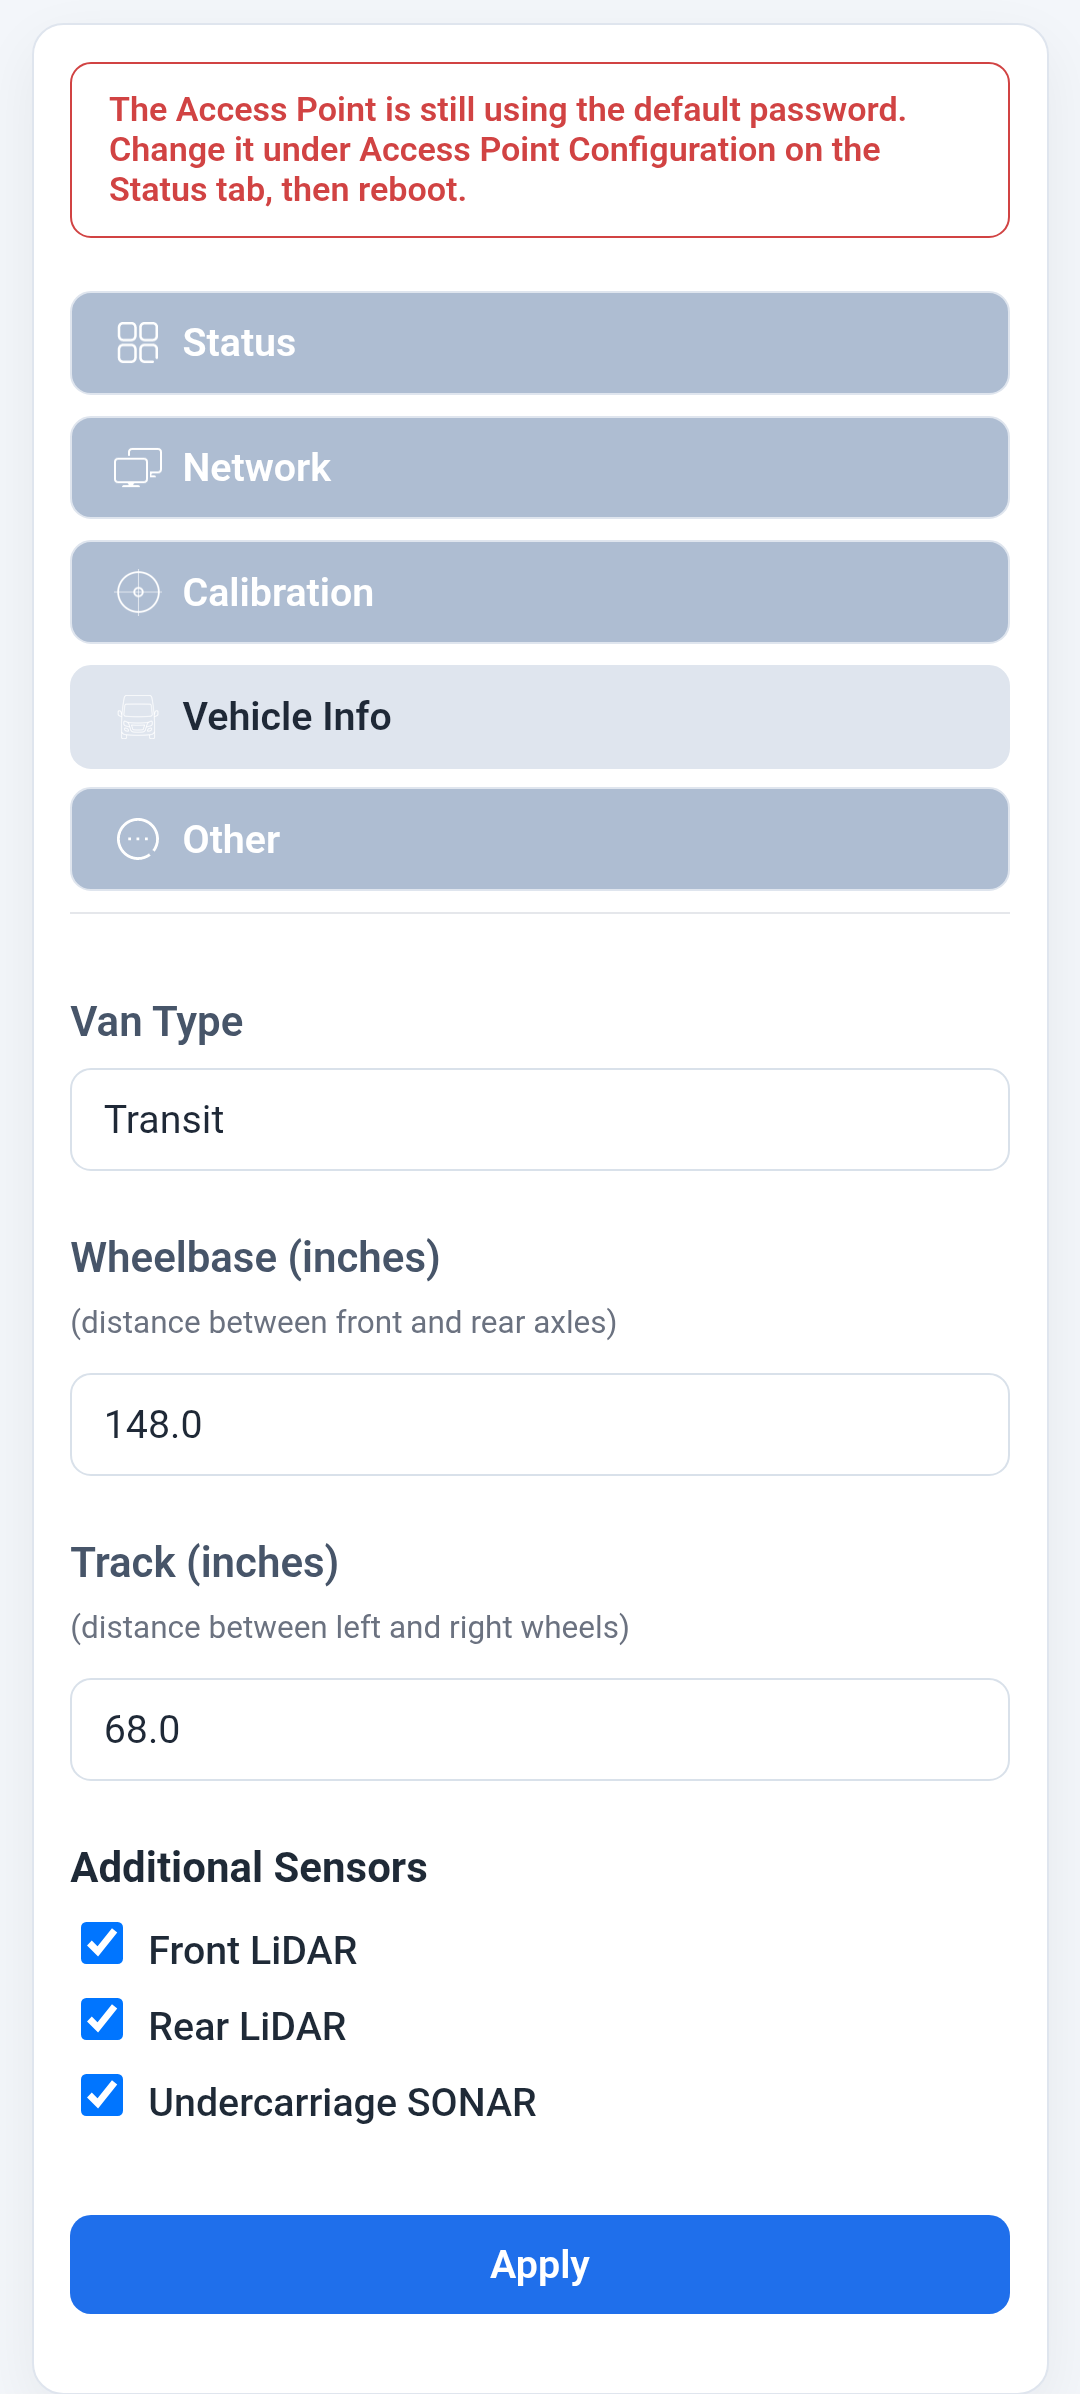 The Access Point is still using the default password.
Change it under Access Point Configuration on the
Status tab, then reboot.
Status
Network
Calibration
Vehicle Info
Other
Van Type
Transit
Wheelbase (inches)
(distance between front and rear axles)
148.0
Track (inches)
(distance between left and right wheels)
68.0
Additional Sensors
Front LiDAR
Rear LiDAR
Undercarriage SONAR
Apply